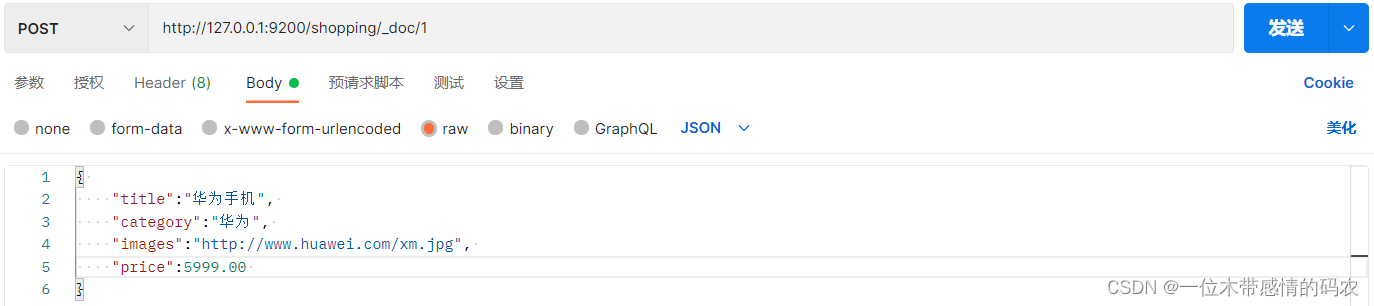 POST http://127.0.0.1:9200/shopping/_doc/1 发送
参数 授权 Header (8) Body 预请求脚本 测试 设置 Cookie
none form-data x-www-form-urlencoded raw binary GraphQL JSON 美化
1 {
2 "title":"华为手机",
3 "category":"华为",
4 "images":"http://www.huawei.com/xm.jpg",
5 "price":5999.00
6 }
CSDN @一位木带感情的码农